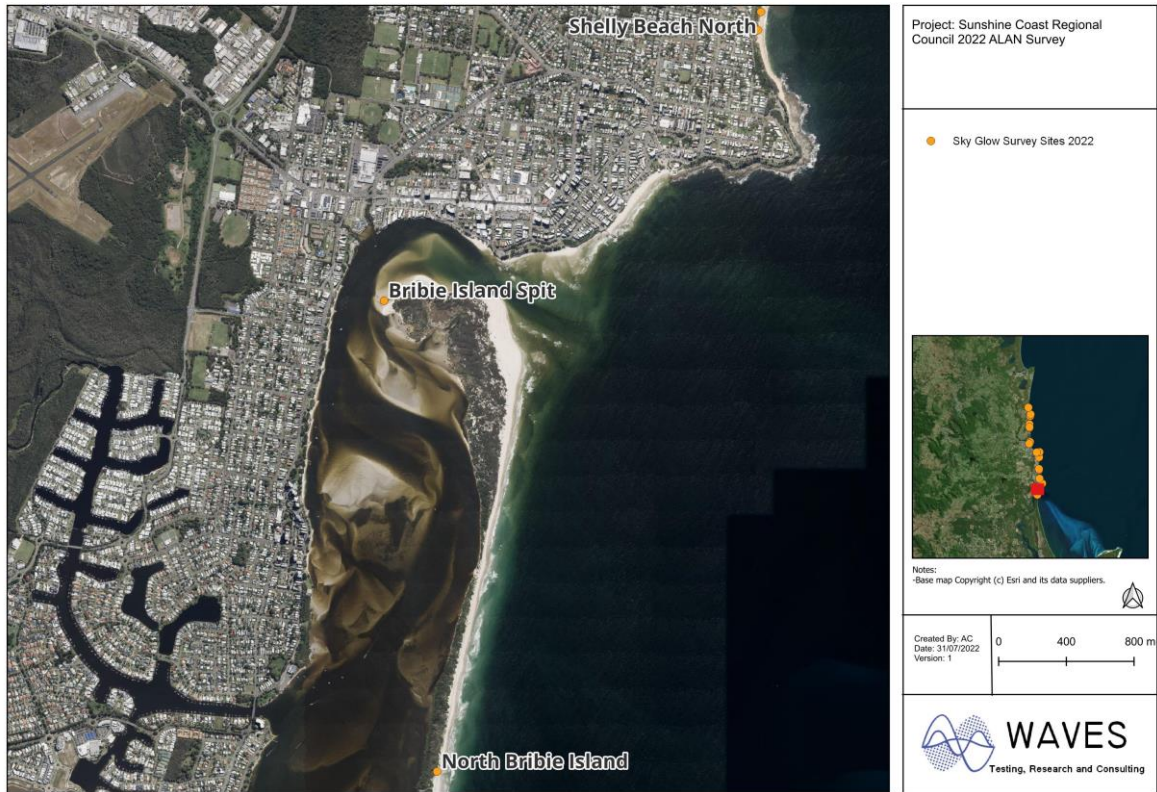 Shelly Beach North
Bribie Island Spit
North Bribie Island
Project: Sunshine Coast Regional
Council 2022 ALAN Survey
Sky Glow Survey Sites 2022
Notes:
-Base map Copyright (c) Esri and its data suppliers.
Created By: AC
Date: 31/07/2022
Version: 1
0 400 800 m
WAVES
Testing, Research and Consulting